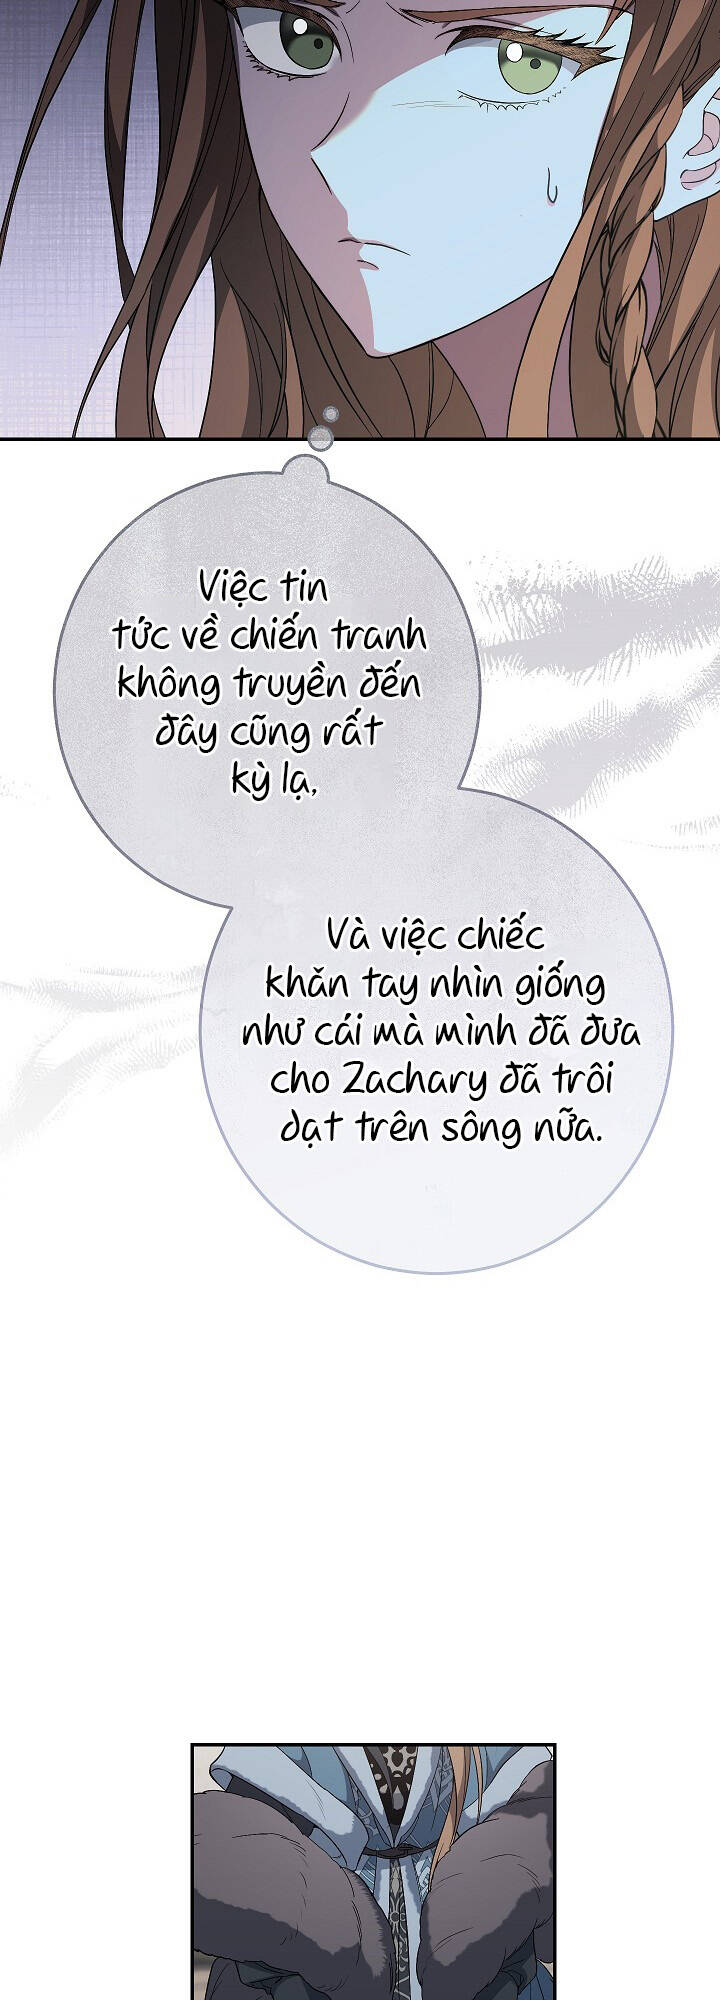 Việc tin
tức về chiến tranh
không truyền đến
đây cũng rất
kỳ lạ,
Và việc chiếc
khăn tay nhìn giống
như cái mà mình đã đưa
cho Zachary đã trôi
dạt trên sông nữa.